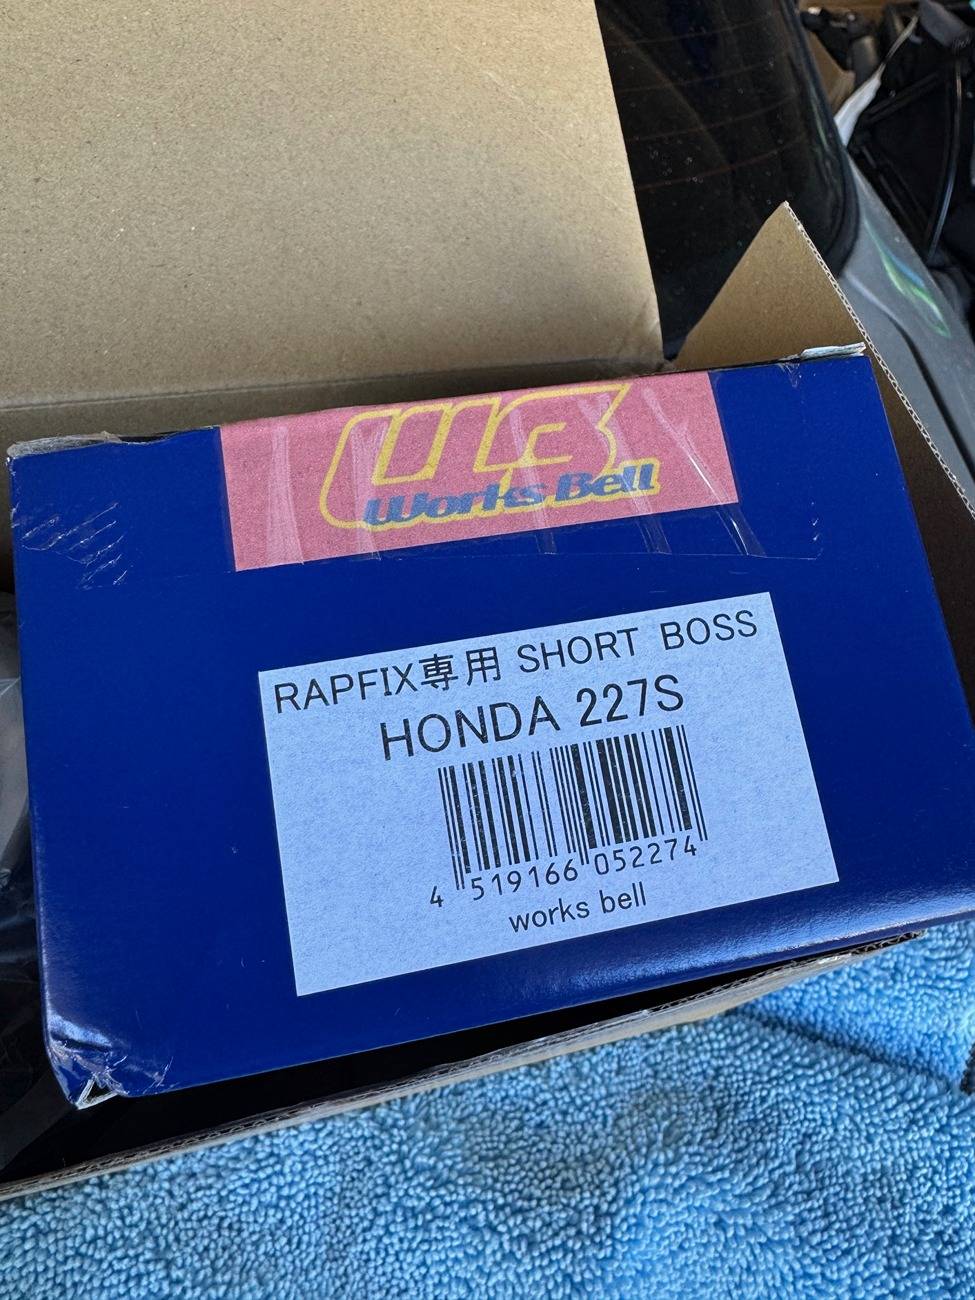 WB
Works Bell
RAPFIX専用 SHORT BOSS
HONDA 227S
4 519166 052274
works bell